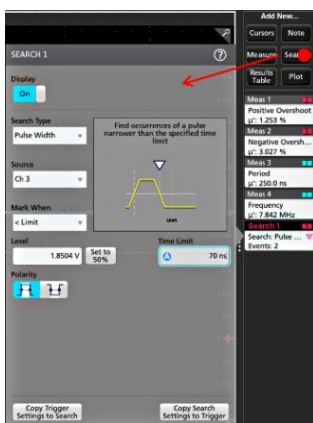 Add New...
Cursors
Note
Measure
Results
Table
Plot
SEARCH 1
?
Display
On
Search Type
Pulse Width
Find occurrences of a pulse
narrower than the specified time
limit
Source
Ch 3
Mark When
< Limit
Level
1.8504 V
Set to
50%
Time Limit
70 ns
Polarity
Copy Trigger
Settings to Search
Copy Search
Settings to Trigger
Meas 1
Positive Overshoot
µ': 1.253 %
Meas 2
Negative Oversh...
µ': 3.027 %
Meas 3
Period
µ': 250.0 ns
Meas 4
Frequency
µ': 7.842 MHz
Search 1
Search: Pulse ...
Events: 2